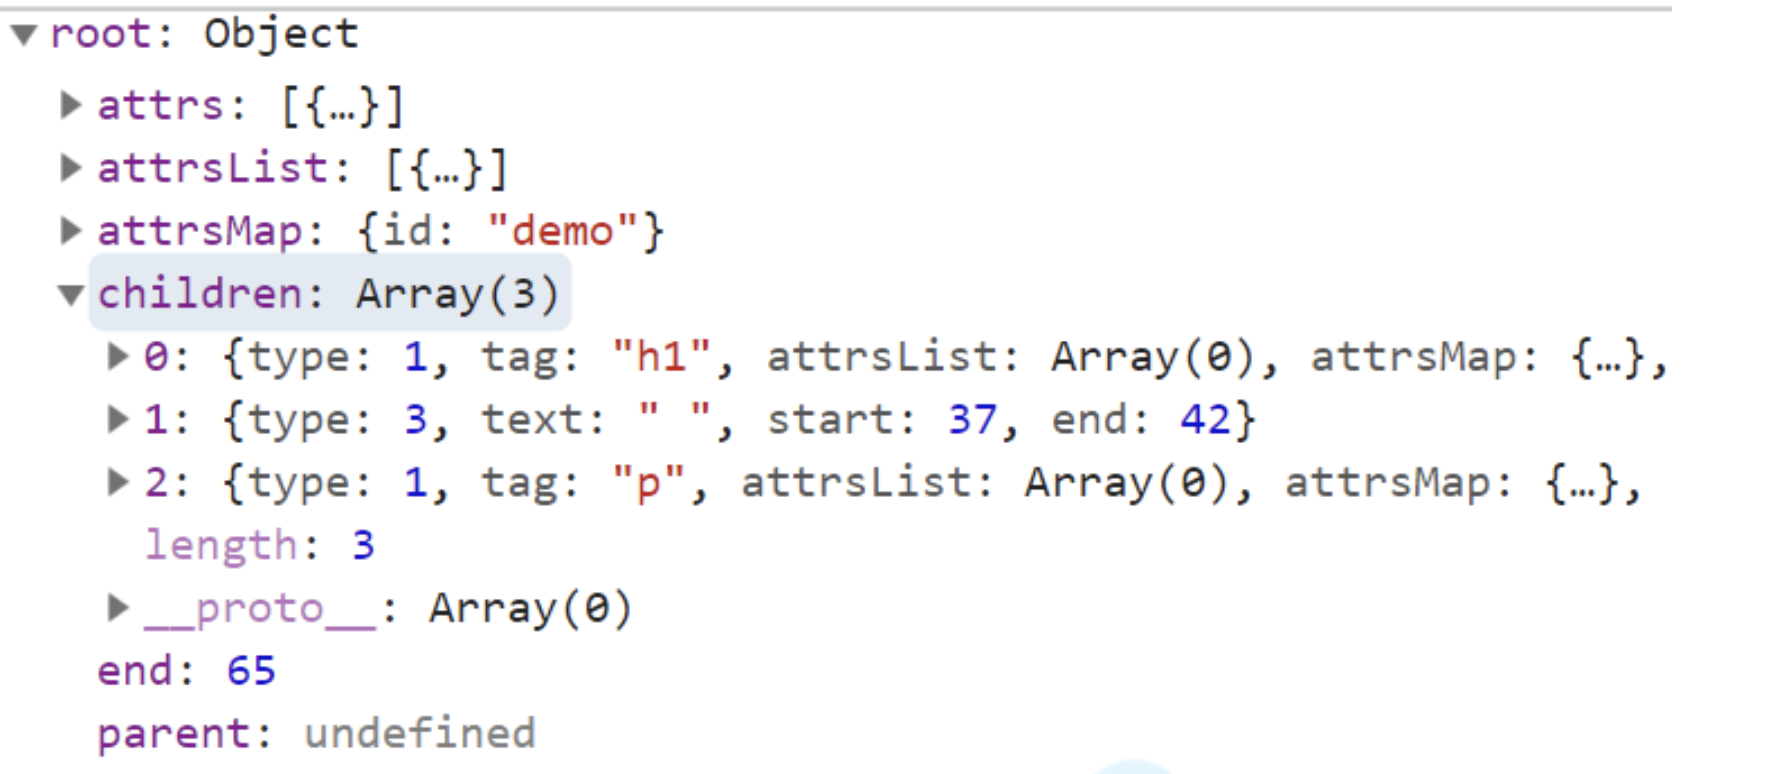 ▼ root: Object
▶ attrs: [{…}]
▶ attrsList: [{…}]
▶ attrsMap: {id: "demo"}
▼ children: Array(3)
▶ 0: {type: 1, tag: "h1", attrsList: Array(0), attrsMap: {…},
▶ 1: {type: 3, text: " ", start: 37, end: 42}
▶ 2: {type: 1, tag: "p", attrsList: Array(0), attrsMap: {…},
length: 3
▶ __proto__: Array(0)
end: 65
parent: undefined